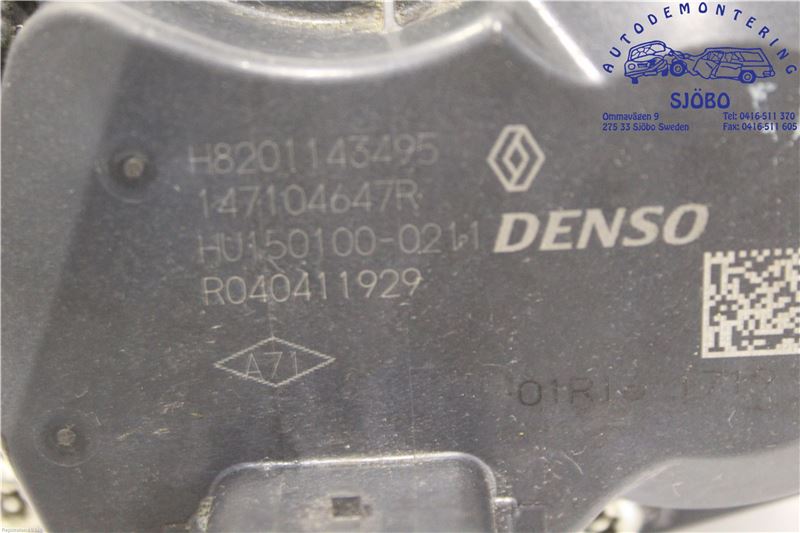 AUTODEMONTERING
SJÖBO
Ommavägen 9
275 33 Sjöbo Sweden
Tel: 0416-511 370
Fax: 0416-511 605
H8201143495
147104647R
HU150100-0211
DENSO
R040411929
A71